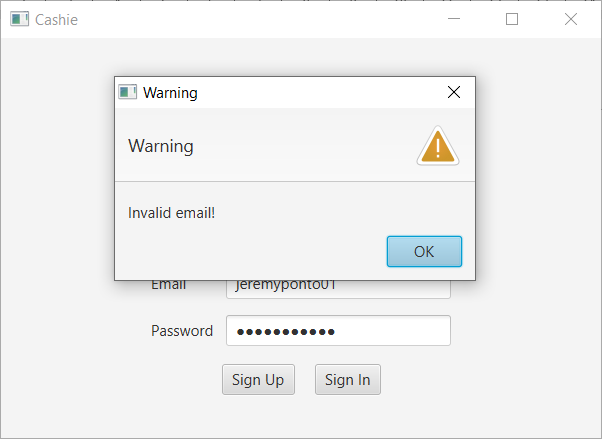 Cashie
Warning
Warning
Invalid email!
OK
Email
jeremyponto01
Password
Sign Up
Sign In